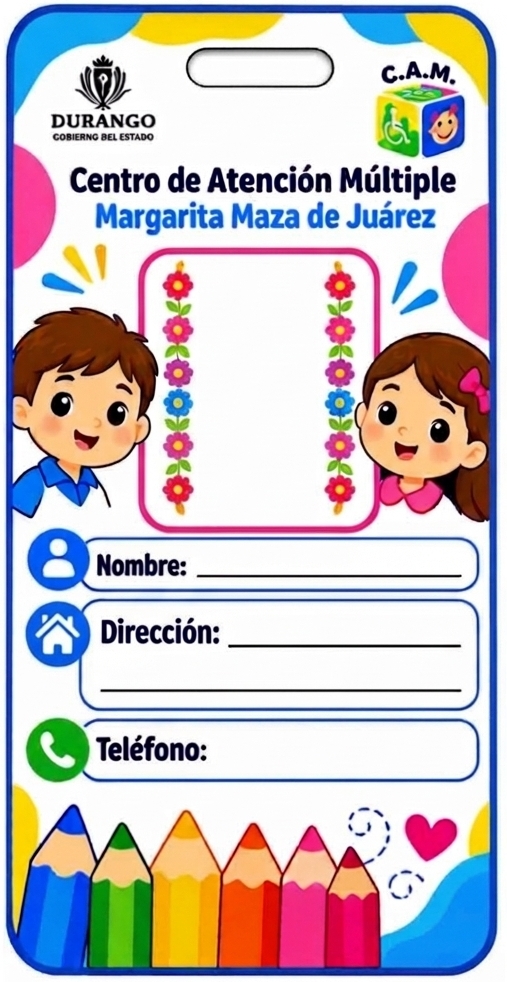 DURANGO
GOBIERNO DEL ESTADO
C.A.M.
Centro de Atención Múltiple
Margarita Maza de Juárez
Nombre:
Dirección:
Teléfono: